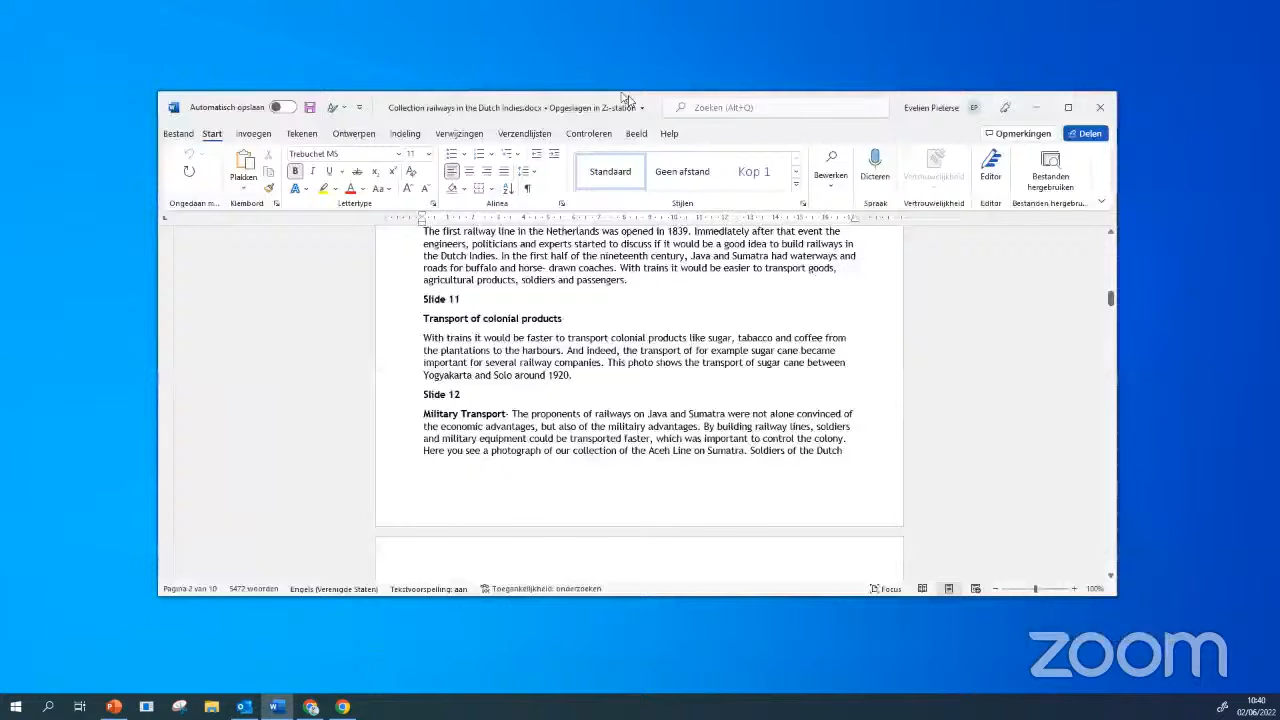 Automatisch opslaan
Collection railways in the Dutch Indies.docx • Opgeslagen in
Zoeken (Alt+Q)
Evelien Pieterse EP
Bestand Start Invoegen Tekenen Ontwerpen Indeling Verwijzingen Verzendlijsten Controleren Beeld Help
Opmerkingen Delen
Plakken
Trebuchet MS 11
Standaard Geen afstand Kop 1
Bewerken Dicteren Vertrouwelijkheid Editor Bestanden hergebruiken
Ongedaan m... Klembord Lettertype Alinea Stijlen Spraak Vertrouwelijkheid Editor Bestanden hergebru...
The first railway line in the Netherlands was opened in 1839. Immediately after that event the
engineers, politicians and experts started to discuss if it would be a good idea to build railways in
the Dutch Indies. In the first half of the nineteenth century, Java and Sumatra had waterways and
roads for buffalo and horse- drawn coaches. With trains it would be easier to transport goods,
agricultural products, soldiers and passengers.
Slide 11
Transport of colonial products
With trains it would be faster to transport colonial products like sugar, tabacco and coffee from
the plantations to the harbours. And indeed, the transport of for example sugar cane became
important for several railway companies. This photo shows the transport of sugar cane between
Yogyakarta and Solo around 1920.
Slide 12
Military Transport- The proponents of railways on Java and Sumatra were not alone convinced of
the economic advantages, but also of the militairy advantages. By building railway lines, soldiers
and military equipment could be transported faster, which was important to control the colony.
Here you see a photograph of our collection of the Aceh Line on Sumatra. Soldiers of the Dutch
Pagina 2 van 10 5472 woorden Engels (Verenigde Staten) Tekstvoorspelling: aan Toegankelijkheid: onderzoeken
Focus
100%
zoom
10:40
02/06/2022